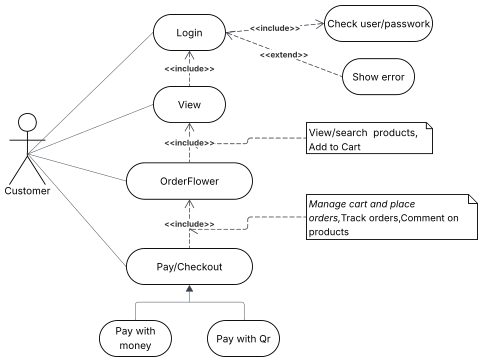 Login
<<include>>
Check user/passwork
<<extend>>
Show error
<<include>>
View
<<include>>
View/search products,
Add to Cart
Customer
OrderFlower
<<include>>
Manage cart and place
orders,Track orders,Comment on
products
Pay/Checkout
Pay with
money
Pay with Qr